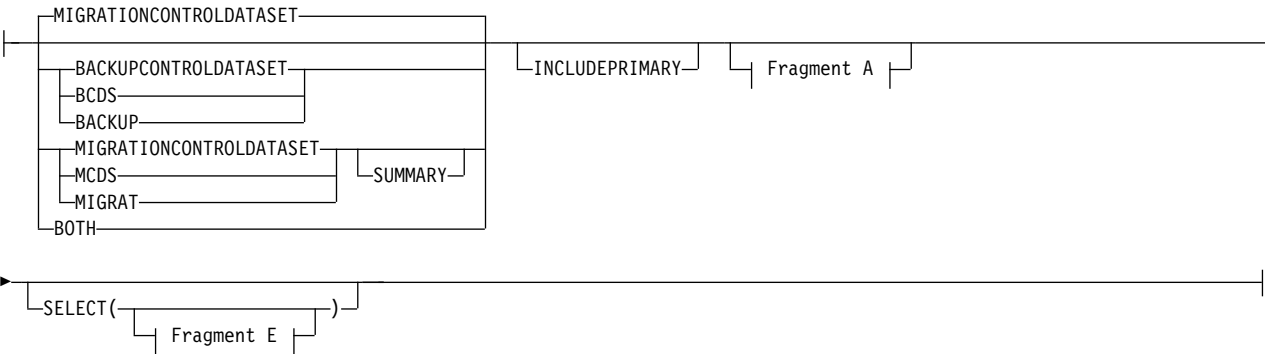 MIGRATIONCONTROLDATASET
BACKUPCONTROLDATASET
INCLUDEPRIMARY
Fragment A
BCDS
BACKUP
MIGRATIONCONTROLDATASET
MCDS
SUMMARY
MIGRAT
BOTH
SELECT( )
Fragment E